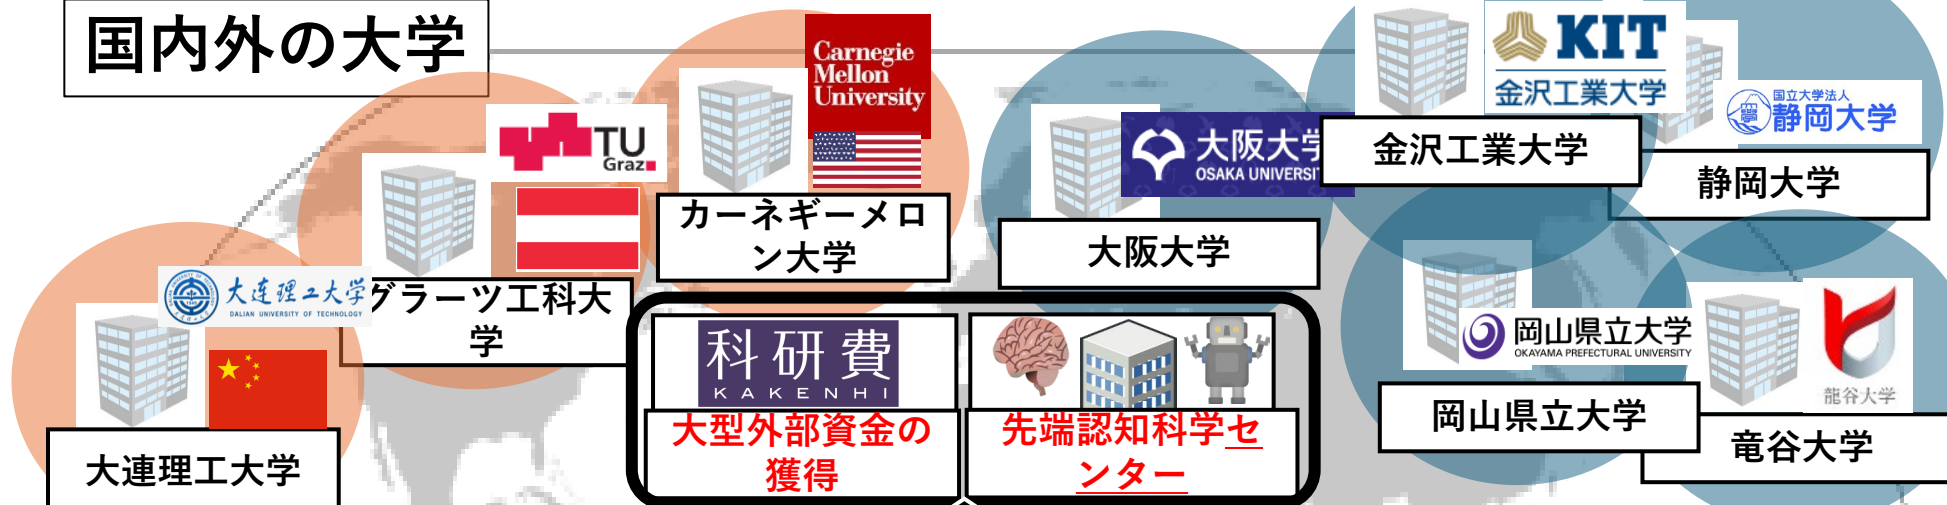 国内外の大学
Carnegie
Mellon
University
カーネギーメロ
ン大学
TU
Graz
グラーツ工科大
学
大连理工大学
DALIAN UNIVERSITY OF TECHNOLOGY
大連理工大学
大阪大学
OSAKA UNIVERSI
大阪大学
KIT
金沢工業大学
金沢工業大学
国立大学法人
静岡大学
静岡大学
岡山県立大学
OKAYAMA PREFECTURAL UNIVERSITY
岡山県立大学
龍谷大学
竜谷大学
科研費
KAKENHI
大型外部資金の
獲得
先端認知科学セ
ンター